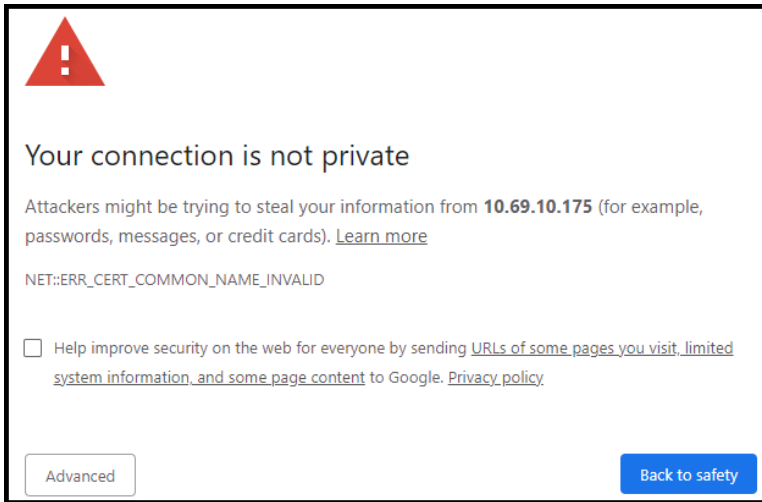 Your connection is not private
Attackers might be trying to steal your information from 10.69.10.175 (for example,
passwords, messages, or credit cards). Learn more
NET::ERR_CERT_COMMON_NAME_INVALID
Help improve security on the web for everyone by sending URLs of some pages you visit, limited
system information, and some page content to Google. Privacy policy
Advanced
Back to safety